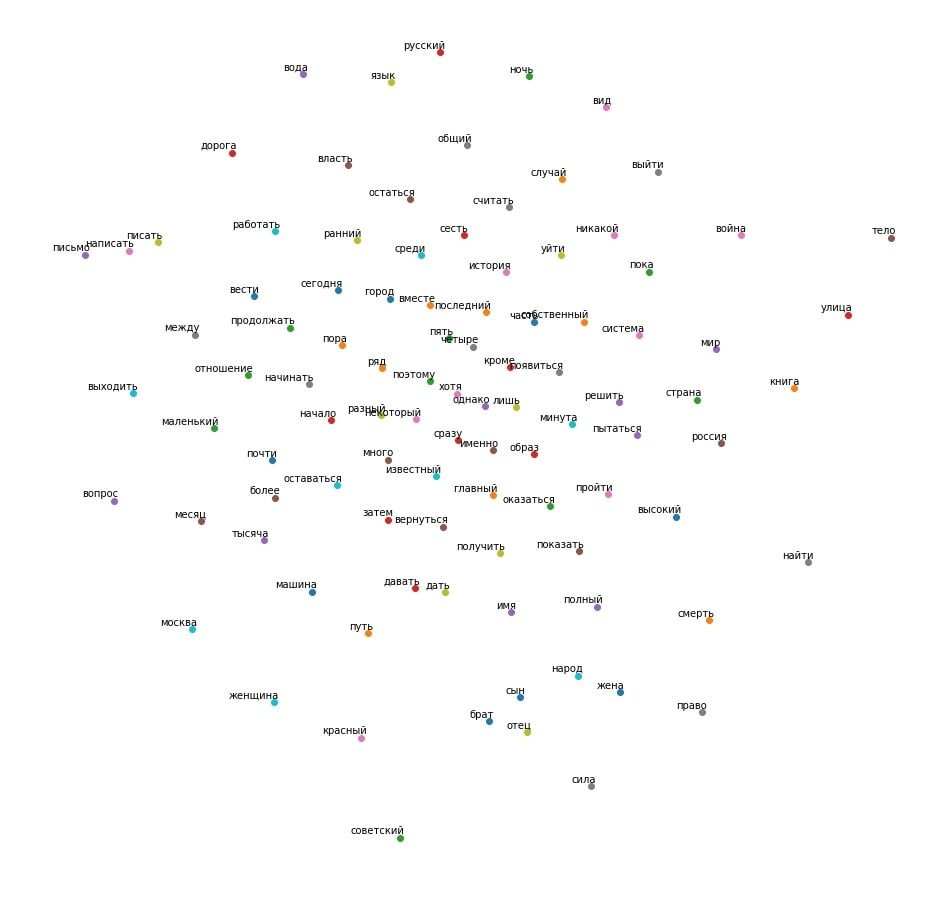 русский
вода
язык
ночь
вид
общий
дорога
власть
случай
выйти
остаться
считать
работать
ранний
сесть
никакой
война
тело
письмо
написать
писать
среди
уйти
история
пока
вести
сегодня
город
вместе
последний
часть
собственный
улица
между
продолжать
пора
пять
четыре
система
мир
отношение
начинать
ряд
поэтому
кроме
появиться
выходить
хотя
книга
маленький
начало
разный
некоторый
однако
лишь
минута
решить
страна
пытаться
россия
почти
много
сразу
именно
образ
известный
вопрос
более
оставаться
главный
оказаться
пройти
месяц
тысяча
затем
вернуться
высокий
получить
показать
найти
машина
давать
дать
имя
полный
смерть
москва
путь
народ
женщина
сын
жена
право
красный
брат
отец
сила
советский